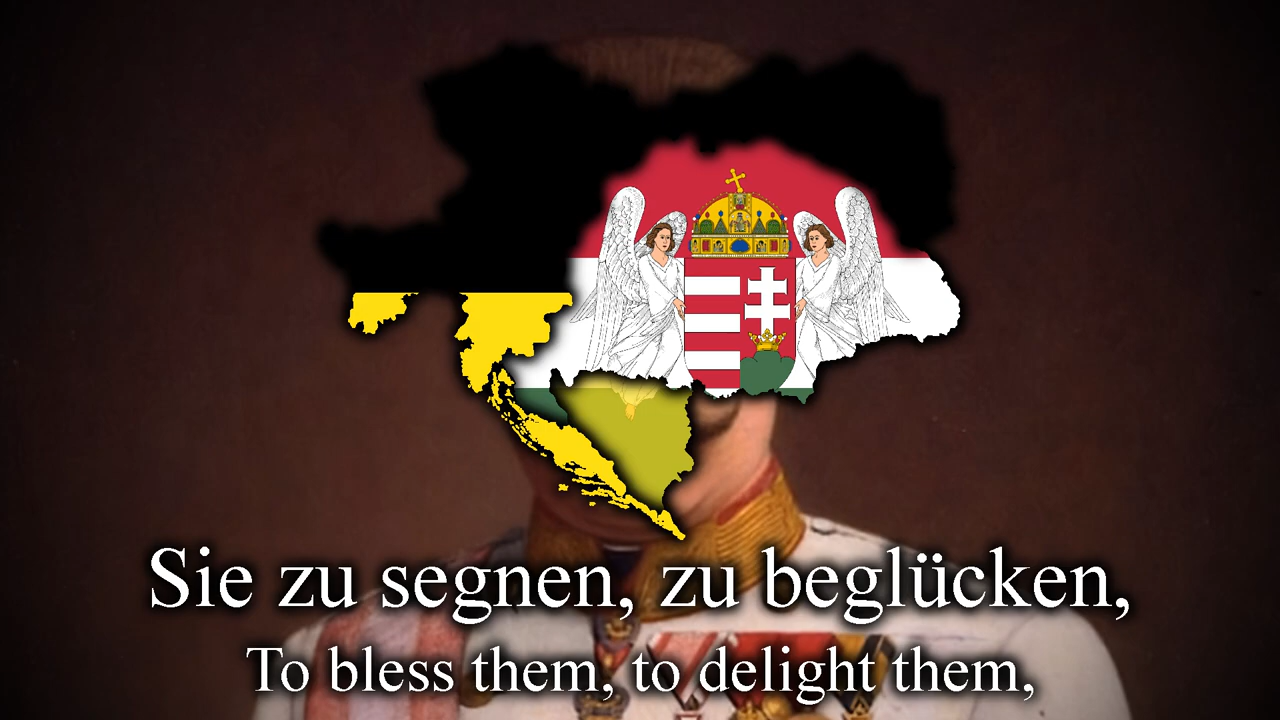 Sie zu segnen, zu beglücken,
To bless them, to delight them,